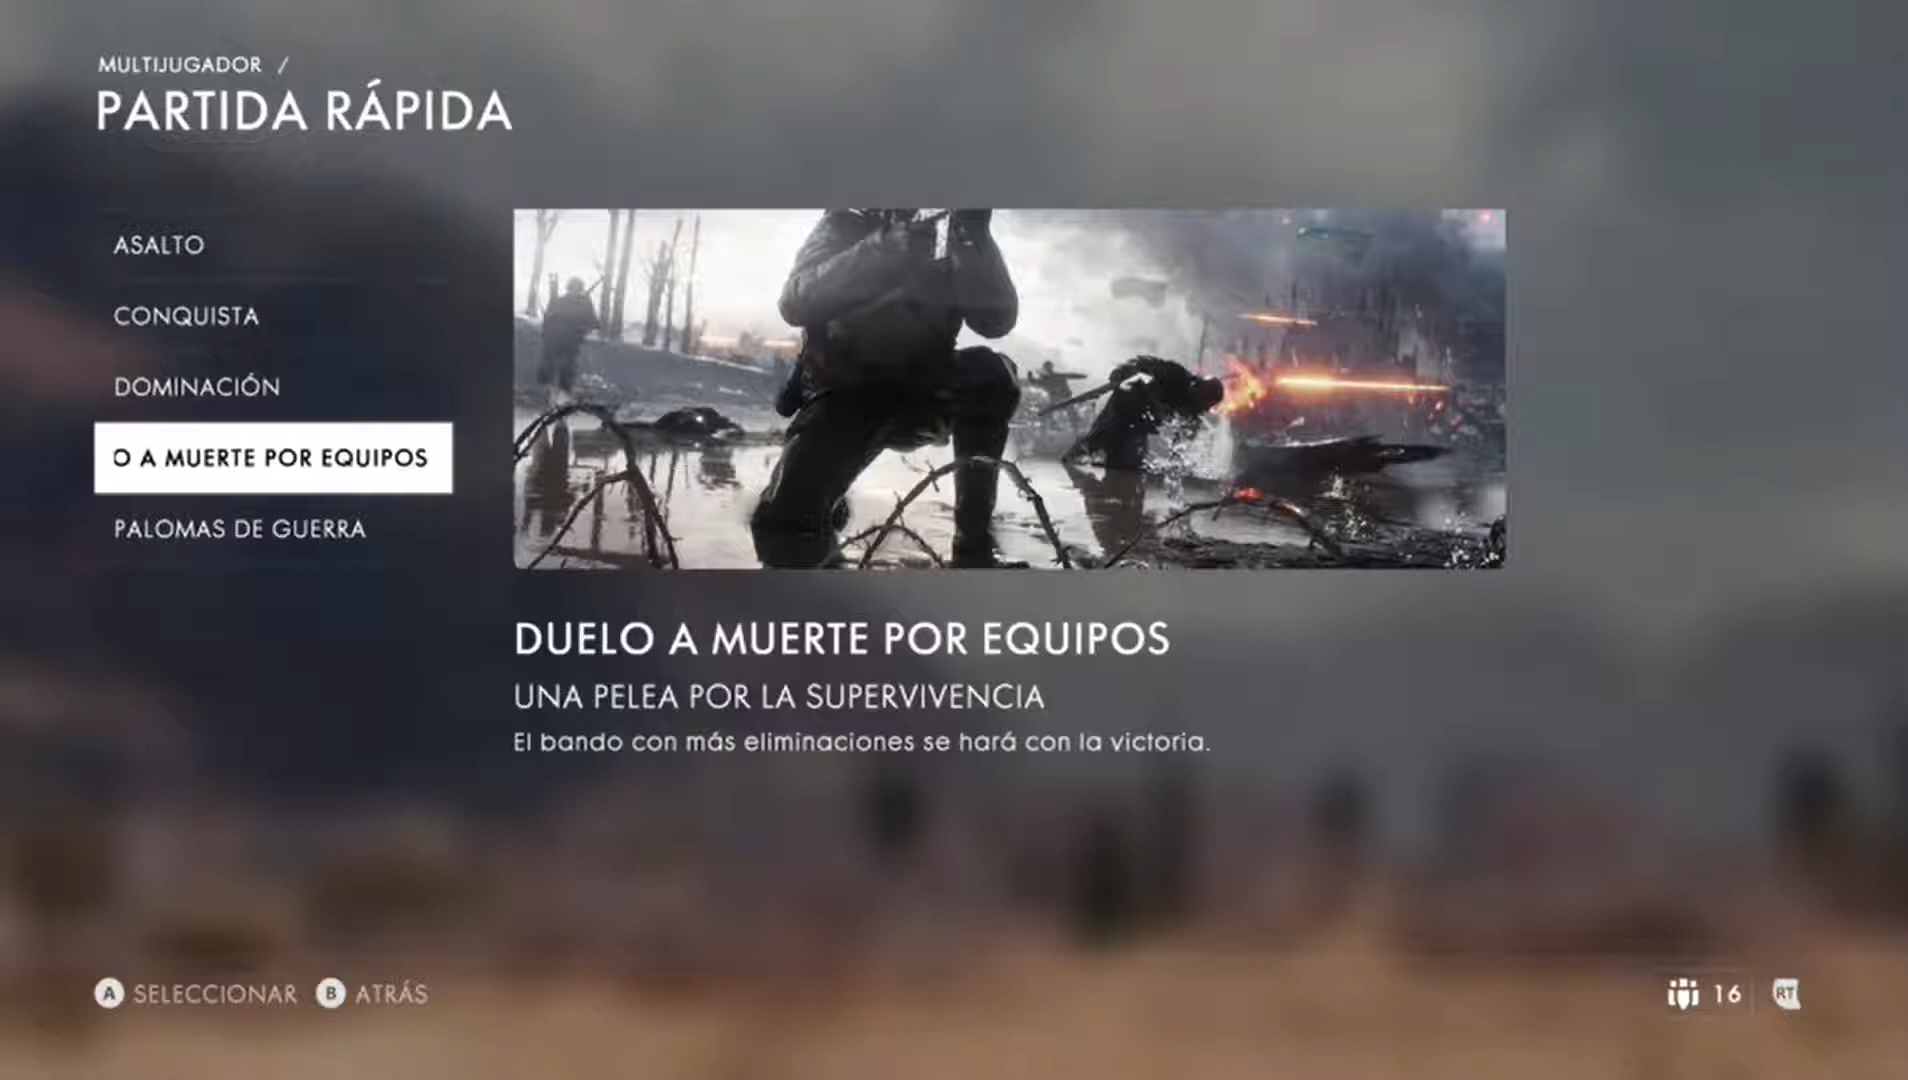 MULTIJUGADOR /
PARTIDA RÁPIDA
ASALTO
CONQUISTA
DOMINACIÓN
O A MUERTE POR EQUIPOS
PALOMAS DE GUERRA
DUELO A MUERTE POR EQUIPOS
UNA PELEA POR LA SUPERVIVENCIA
El bando con más eliminaciones se hará con la victoria.
A SELECCIONAR B ATRÁS
16 RT